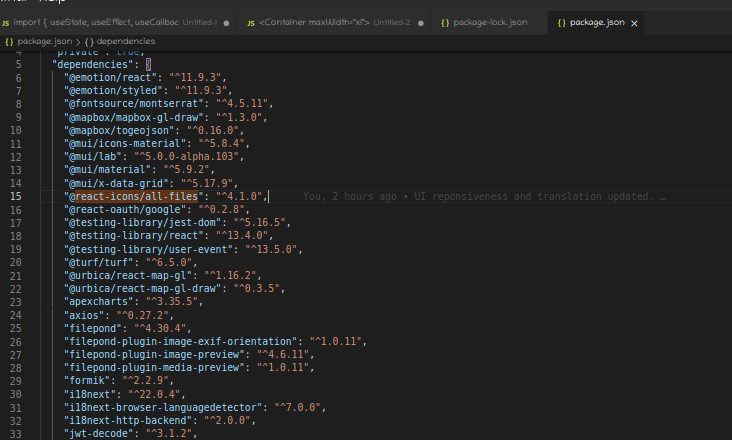 JS import { useState, useEffect, useCallbac Untitled-1 ● <Container maxWidth="xl"> Untitled-2 ● {} package-lock.json {} package.json ×
{} package.json > {} dependencies
4 "private": true,
5 "dependencies": {
6 "@emotion/react": "^11.9.3",
7 "@emotion/styled": "^11.9.3",
8 "@fontsource/montserrat": "^4.5.11",
9 "@mapbox/mapbox-gl-draw": "^1.3.0",
10 "@mapbox/togeojson": "^0.16.0",
11 "@mui/icons-material": "^5.8.4",
12 "@mui/lab": "^5.0.0-alpha.103",
13 "@mui/material": "^5.9.2",
14 "@mui/x-data-grid": "^5.17.9",
15 "@react-icons/all-files": "^4.1.0", You, 2 hours ago • UI reponsiveness and translation updated. …
16 "@react-oauth/google": "^0.2.8",
17 "@testing-library/jest-dom": "^5.16.5",
18 "@testing-library/react": "^13.4.0",
19 "@testing-library/user-event": "^13.5.0",
20 "@turf/turf": "^6.5.0",
21 "@urbica/react-map-gl": "^1.16.2",
22 "@urbica/react-map-gl-draw": "^0.3.5",
23 "apexcharts": "^3.35.5",
24 "axios": "^0.27.2",
25 "filepond": "^4.30.4",
26 "filepond-plugin-image-exif-orientation": "^1.0.11",
27 "filepond-plugin-image-preview": "^4.6.11",
28 "filepond-plugin-media-preview": "^1.0.11",
29 "formik": "^2.2.9",
30 "i18next": "^22.0.4",
31 "i18next-browser-languagedetector": "^7.0.0",
32 "i18next-http-backend": "^2.0.0",
33 "jwt-decode": "^3.1.2",